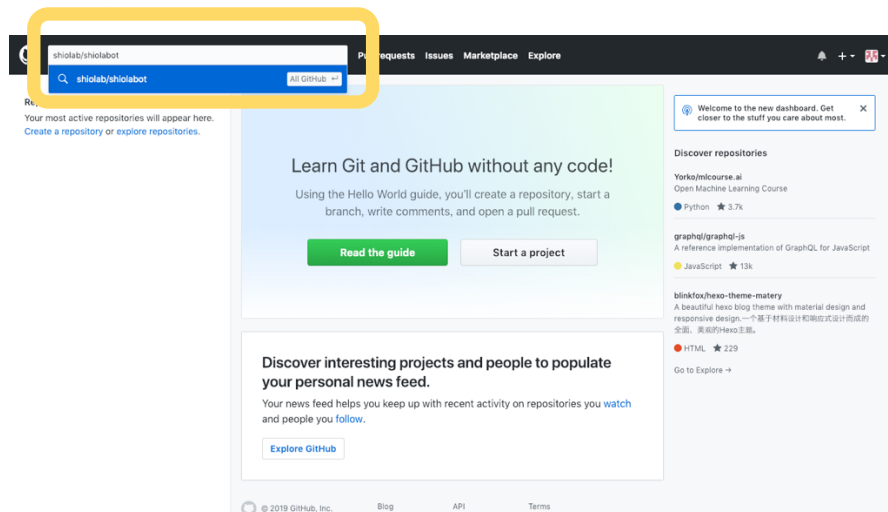 shiolab/shiolabot
requests Issues Marketplace Explore
shiolab/shiolabot All GitHub
Your most active repositories will appear here.
Create a repository or explore repositories.
Learn Git and GitHub without any code!
Using the Hello World guide, you'll create a repository, start a
branch, write comments, and open a pull request.
Read the guide Start a project
Discover interesting projects and people to populate
your personal news feed.
Your news feed helps you keep up with recent activity on repositories you watch
and people you follow.
Explore GitHub
Welcome to the new dashboard. Get
closer to the stuff you care about most.
Discover repositories
Yorko/mlcourse.ai
Open Machine Learning Course
Python ★ 3.7k
graphql/graphql-js
A reference implementation of GraphQL for JavaScript
JavaScript ★ 13k
blinkfox/hexo-theme-matery
A beautiful hexo blog theme with material design and
responsive design.一个基于材料设计和响应式设计而成的
全面、美观的Hexo主题。
HTML ★ 229
Go to Explore →
© 2019 GitHub, Inc. Blog API Terms